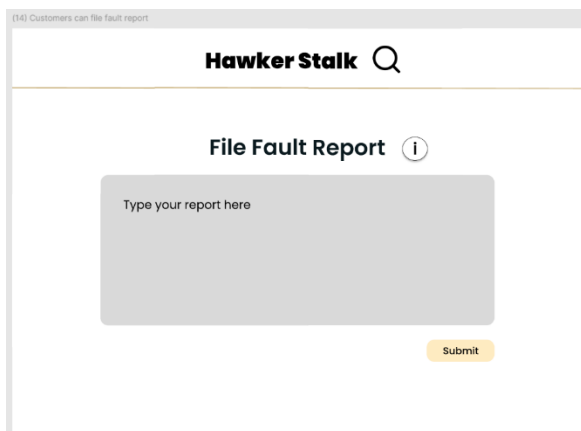 (14) Customers can file fault report
Hawker Stalk
File Fault Report i
Type your report here
Submit